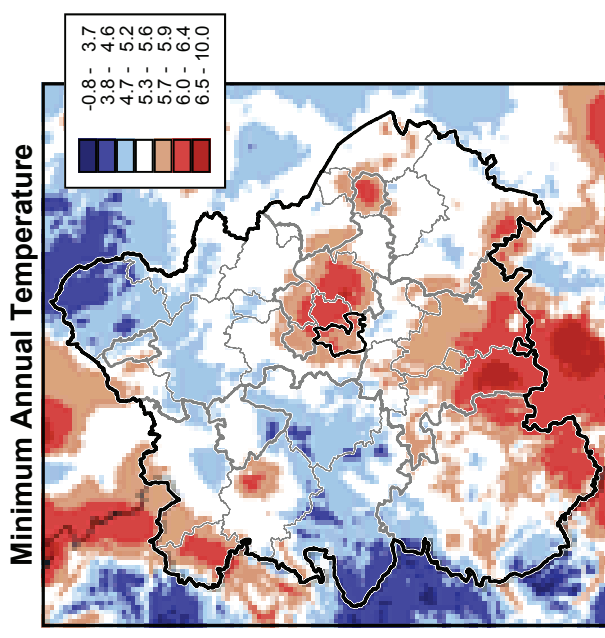 Minimum Annual Temperature
-0.8 - 3.7
3.8 - 4.6
4.7 - 5.2
5.3 - 5.6
5.7 - 5.9
6.0 - 6.4
6.5 - 10.0